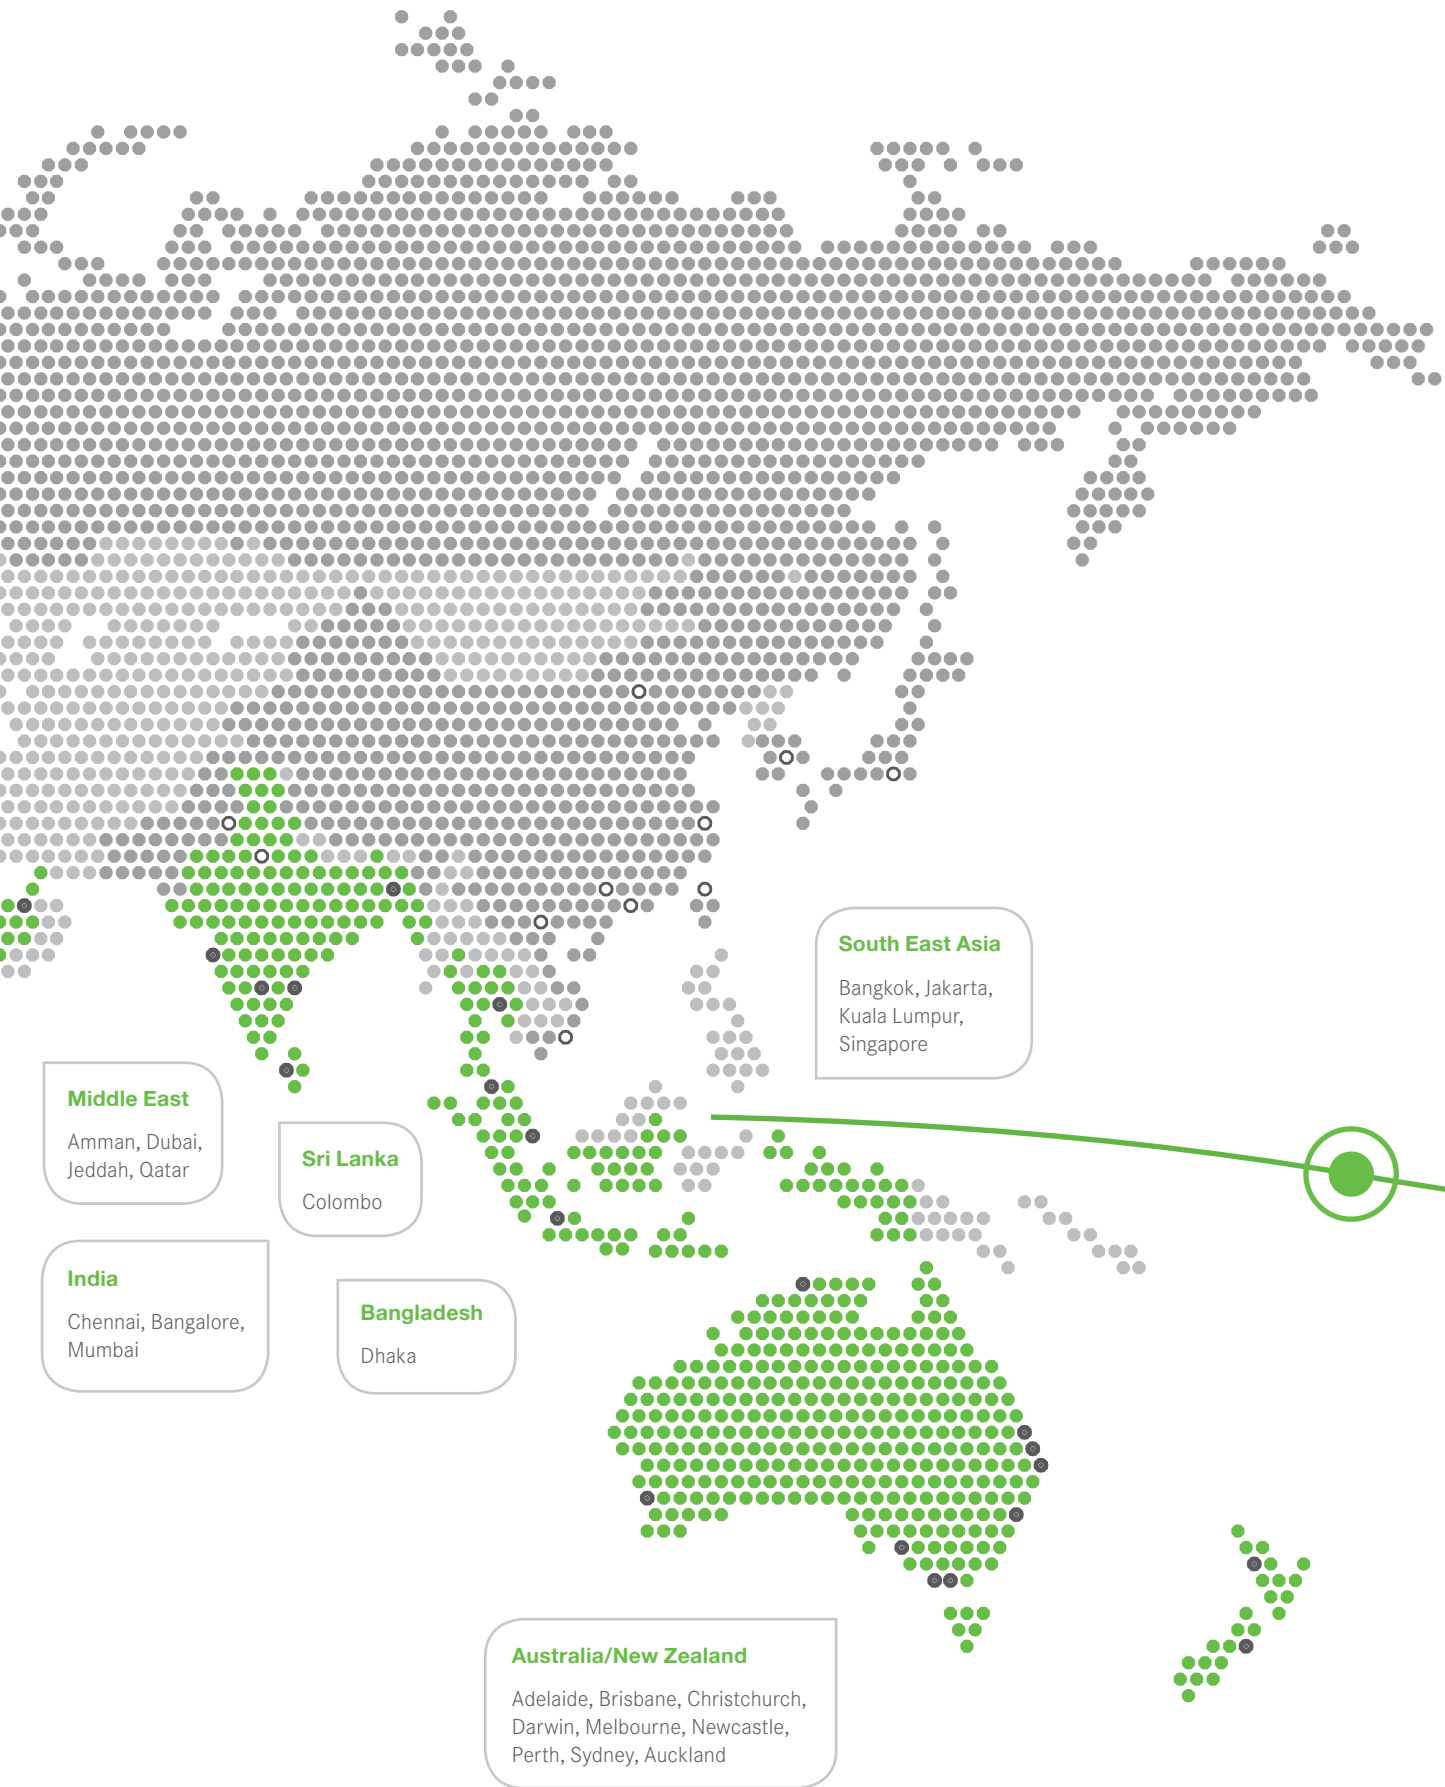 South East Asia
Bangkok, Jakarta,
Kuala Lumpur,
Singapore
Middle East
Amman, Dubai,
Jeddah, Qatar
Sri Lanka
Colombo
India
Chennai, Bangalore,
Mumbai
Bangladesh
Dhaka
Australia/New Zealand
Adelaide, Brisbane, Christchurch,
Darwin, Melbourne, Newcastle,
Perth, Sydney, Auckland